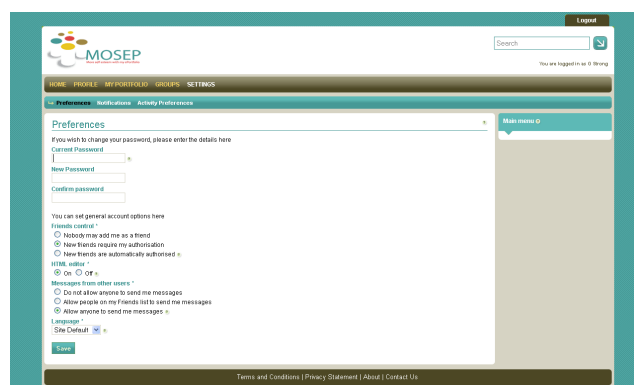 Logout
MOSEP
Search
You are logged in as G Strong
HOME PROFILE MY PORTFOLIO GROUPS SETTINGS
Preferences Notifications Activity Preferences
Preferences
Main menu
If you wish to change your password, please enter the details here
Current Password
New Password
Confirm password
You can set general account options here
Friends control *
Nobody may add me as a friend
New friends require my authorisation
New friends are automatically authorised
HTML editor *
On Off
Messages from other users *
Do not allow anyone to send me messages
Allow people on my Friends list to send me messages
Allow anyone to send me messages
Language *
Site Default
Save
Terms and Conditions | Privacy Statement | About | Contact Us